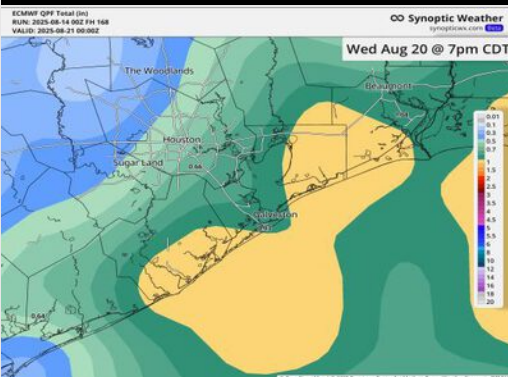 ECMWF QPF Total (in)
RUN: 2025-08-14 00Z FH 168
VALID: 2025-08-21 00:00Z
Synoptic Weather
synopticwx.com Beta
Wed Aug 20 @ 7pm CDT
The Woodlands
Beaumont
Houston
Sugar Land
0.66
Galveston
0.64
0.01
0.1
0.3
0.5
0.7
1
1.5
2
2.5
3
3.5
4
4.5
5
5.5
6
8
10
12
14
16
18
20